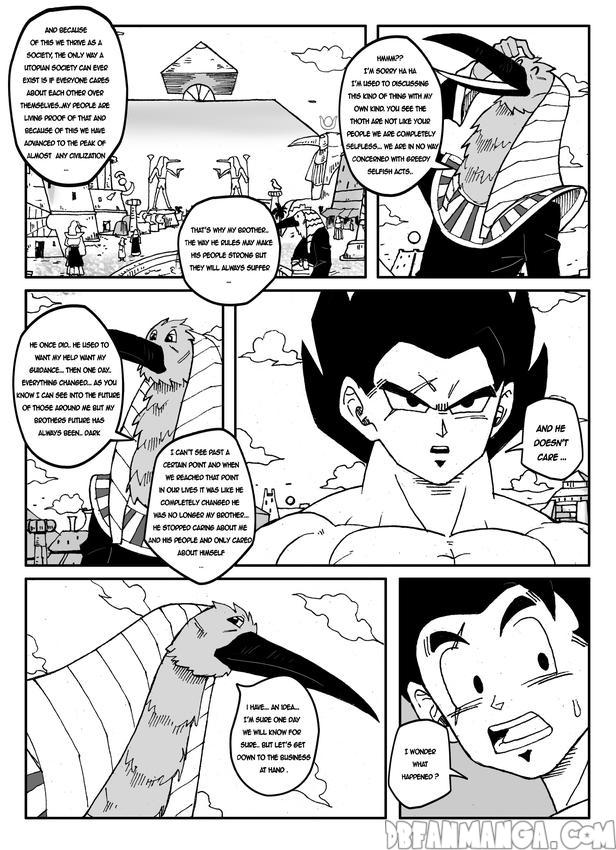 AND BECAUSE
OF THIS WE THRIVE AS A
SOCIETY, THE ONLY WAY A
UTOPIAN SOCIETY CAN EVER
EXIST IS IF EVERYONE CARES
ABOUT EACH OTHER OVER
THEMSELVES..MY PEOPLE ARE
LIVING PROOF OF THAT AND
BECAUSE OF THIS WE HAVE
ADVANCED TO THE PEAK OF
ALMOST ANY CIVILIZATION
...
THAT'S WHY MY BROTHER..
THE WAY HE RULES MAY MAKE
HIS PEOPLE STRONG BUT
THEY WILL ALWAYS SUFFER
...
HMMM??
I'M SORRY HA HA
I'M USED TO DISCUSSING
THIS KIND OF THING WITH MY
OWN KIND. YOU SEE THE
THOTH ARE NOT LIKE YOUR
PEOPLE WE ARE COMPLETELY
SELFLESS... WE ARE IN NO WAY
CONCERNED WITH GREEDY
SELFISH ACTS..
HE ONCE DID.. HE USED TO
WANT MY HELP WANT MY
GUIDANCE... THEN ONE DAY..
EVERYTHING CHANGED... AS YOU
KNOW I CAN SEE INTO THE FUTURE
OF THOSE AROUND ME BUT MY
BROTHERS FUTURE HAS
ALWAYS BEEN.. DARK
I CAN'T SEE PAST A
CERTAIN POINT AND WHEN
WE REACHED THAT POINT
IN OUR LIVES IT WAS LIKE HE
COMPLETELY CHANGED HE
WAS NO LONGER MY BROTHER...
HE STOPPED CARING ABOUT ME
AND HIS PEOPLE AND ONLY CARED
ABOUT HIMSELF
...
AND HE
DOESN'T
CARE ...
I HAVE... AN IDEA...
I'M SURE ONE DAY
WE WILL KNOW FOR
SURE.. BUT LET'S GET
DOWN TO THE BUSINESS
AT HAND .
I WONDER
WHAT
HAPPENED ?
DBFANMANGA.COM